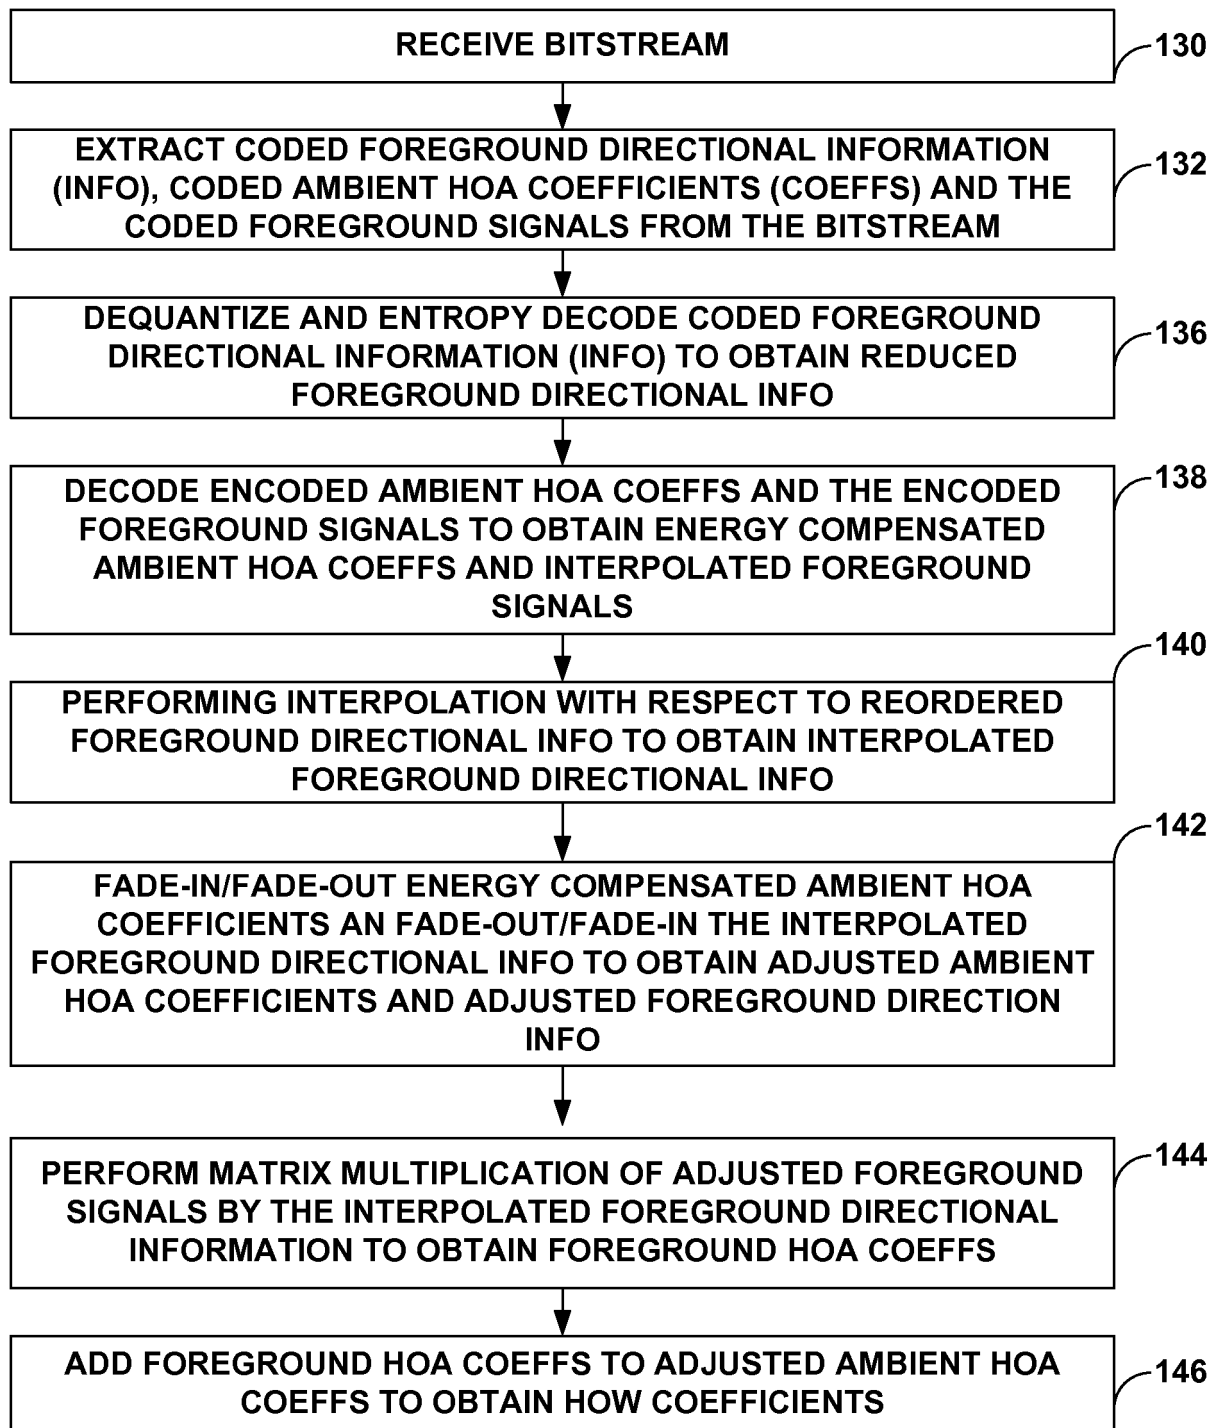 RECEIVE BITSTREAM
130
EXTRACT CODED FOREGROUND DIRECTIONAL INFORMATION
(INFO), CODED AMBIENT HOA COEFFICIENTS (COEFFS) AND THE
CODED FOREGROUND SIGNALS FROM THE BITSTREAM
132
DEQUANTIZE AND ENTROPY DECODE CODED FOREGROUND
DIRECTIONAL INFORMATION (INFO) TO OBTAIN REDUCED
FOREGROUND DIRECTIONAL INFO
136
DECODE ENCODED AMBIENT HOA COEFFS AND THE ENCODED
FOREGROUND SIGNALS TO OBTAIN ENERGY COMPENSATED
AMBIENT HOA COEFFS AND INTERPOLATED FOREGROUND
SIGNALS
138
PERFORMING INTERPOLATION WITH RESPECT TO REORDERED
FOREGROUND DIRECTIONAL INFO TO OBTAIN INTERPOLATED
FOREGROUND DIRECTIONAL INFO
140
FADE-IN/FADE-OUT ENERGY COMPENSATED AMBIENT HOA
COEFFICIENTS AN FADE-OUT/FADE-IN THE INTERPOLATED
FOREGROUND DIRECTIONAL INFO TO OBTAIN ADJUSTED AMBIENT
HOA COEFFICIENTS AND ADJUSTED FOREGROUND DIRECTION
INFO
142
PERFORM MATRIX MULTIPLICATION OF ADJUSTED FOREGROUND
SIGNALS BY THE INTERPOLATED FOREGROUND DIRECTIONAL
INFORMATION TO OBTAIN FOREGROUND HOA COEFFS
144
ADD FOREGROUND HOA COEFFS TO ADJUSTED AMBIENT HOA
COEFFS TO OBTAIN HOW COEFFICIENTS
146